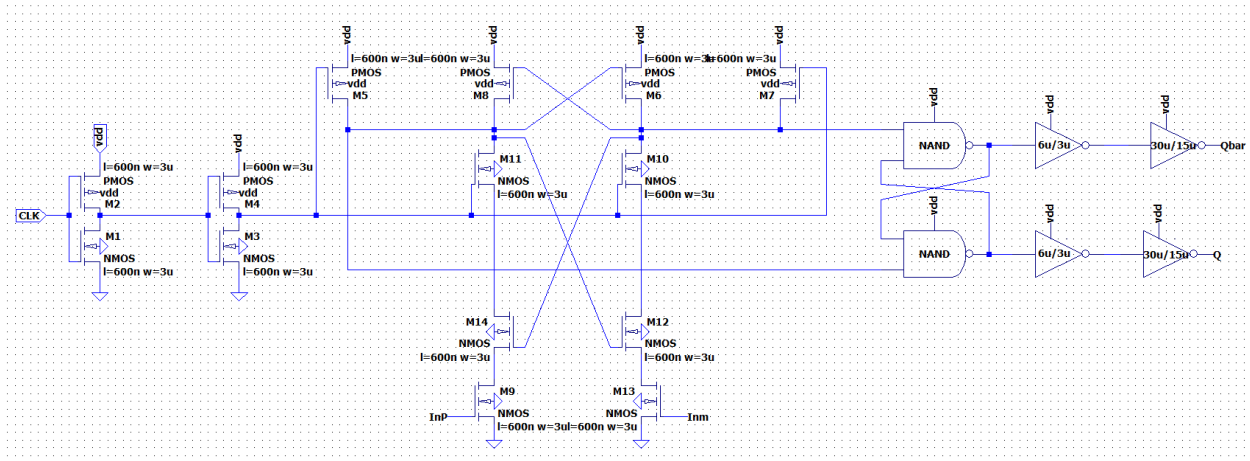 vdd vdd vdd vdd
l=600n w=3u l=600n w=3u l=600n w=3u l=600n w=3u
PMOS PMOS PMOS PMOS
vdd vdd vdd vdd
M5 M8 M6 M7
vdd vdd vdd
NAND 6u/3u 30u/15u Qbar
vdd vdd
l=600n w=3u l=600n w=3u
PMOS PMOS
vdd vdd
M2 M4
M11 M10
NMOS NMOS
l=600n w=3u l=600n w=3u
CLK
M1 M3
NMOS NMOS
l=600n w=3u l=600n w=3u
vdd vdd vdd
NAND 6u/3u 30u/15u Q
M14 M12
NMOS NMOS
l=600n w=3u l=600n w=3u
M9 M13
NMOS NMOS
InP Inm
l=600n w=3u l=600n w=3u